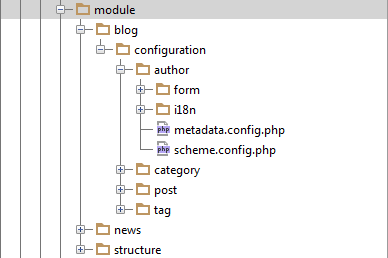 module
blog
configuration
author
form
i18n
php metadata.config.php
php scheme.config.php
category
post
tag
news
structure